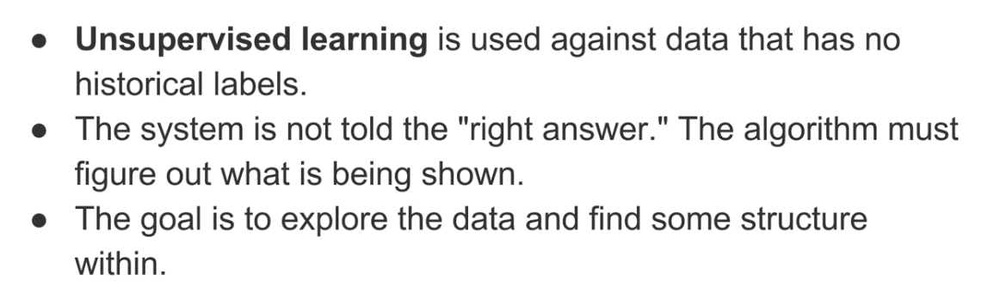 ● Unsupervised learning is used against data that has no
historical labels.
● The system is not told the "right answer." The algorithm must
figure out what is being shown.
● The goal is to explore the data and find some structure
within.